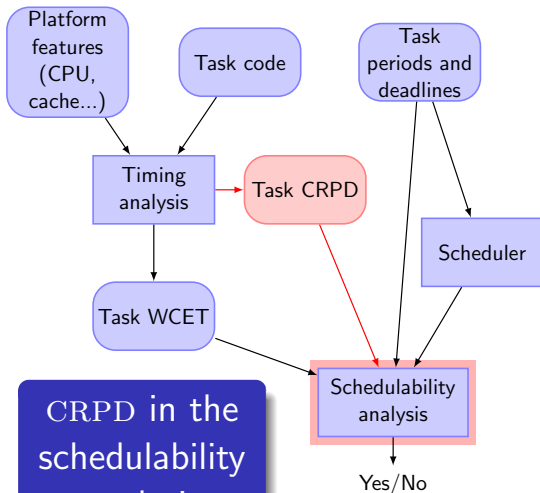 Platform
features
(CPU,
cache...)
Task code
Task
periods and
deadlines
Timing
analysis
Task CRPD
Scheduler
Task WCET
Schedulability
analysis
CRPD in the
schedulability
Yes/No